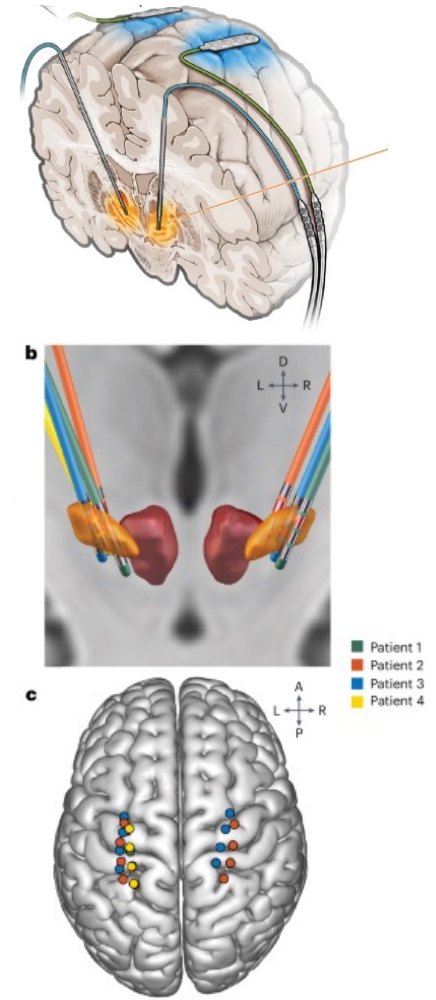 b
D
L R
V
Patient 1
Patient 2
Patient 3
Patient 4
c
A
L R
P